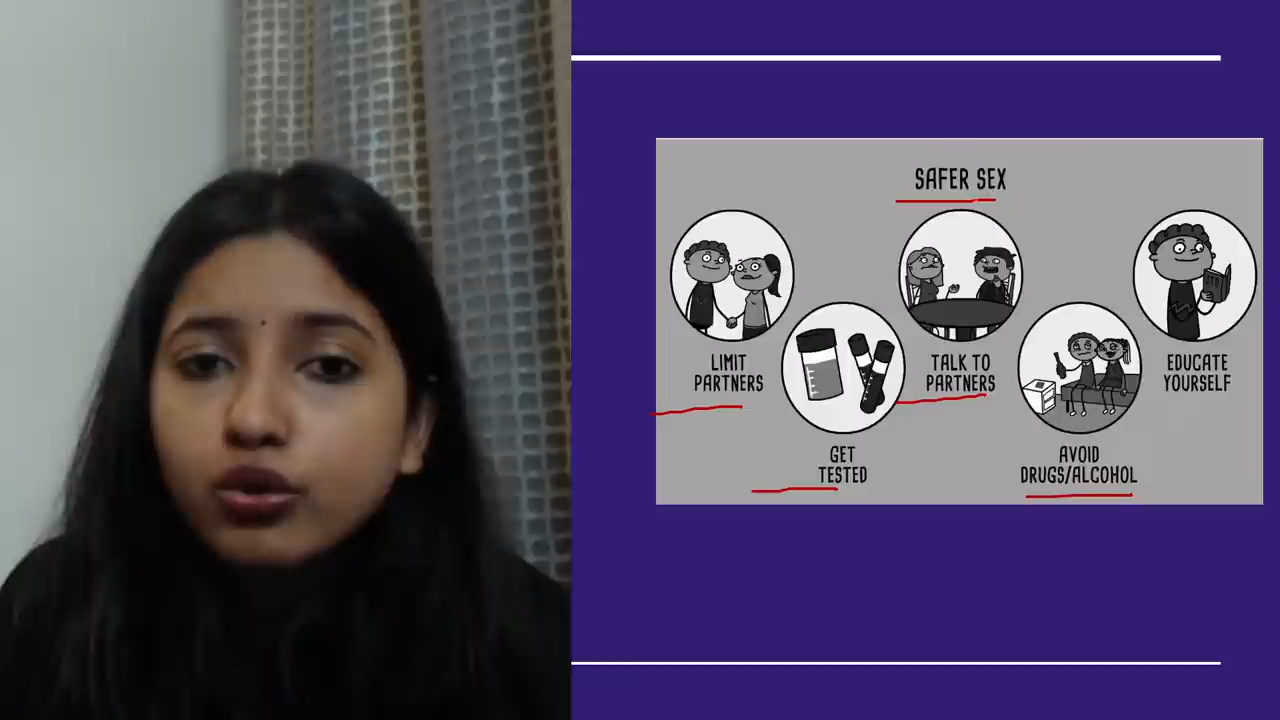 SAFER SEX
LIMIT
PARTNERS
GET
TESTED
TALK TO
PARTNERS
AVOID
DRUGS/ALCOHOL
EDUCATE
YOURSELF